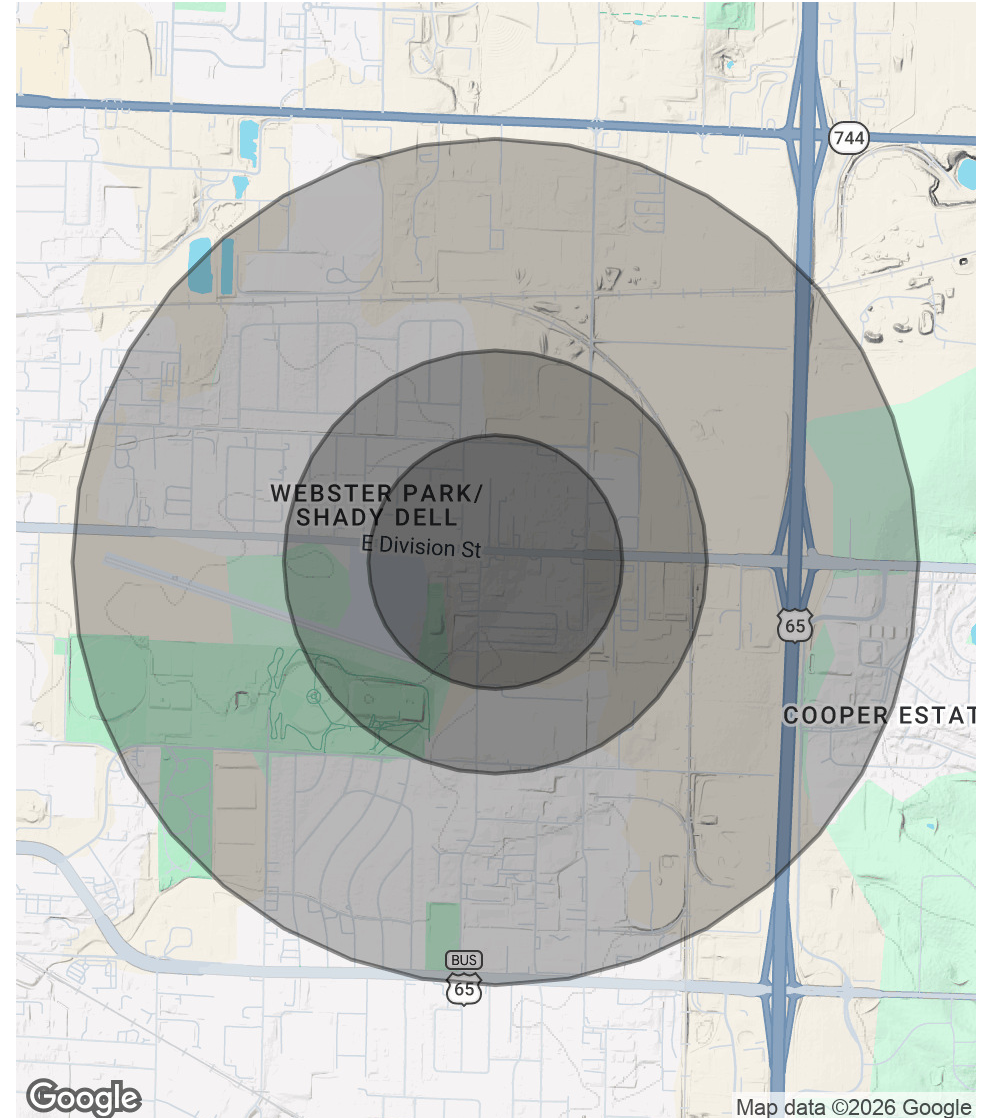 744
WEBSTER PARK/
SHADY DELL
E Division St
65
COOPER ESTAT
BUS
65
Google
Map data ©2026 Google